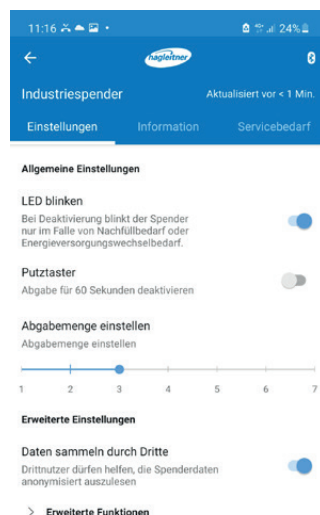 11:16
24%
hagleitner
Industriespender
Aktualisiert vor < 1 Min.
Einstellungen Information Servicebedarf
Allgemeine Einstellungen
LED blinken
Bei Deaktivierung blinkt der Spender
nur im Falle von Nachfüllbedarf oder
Energieversorgungswechselbedarf.
Putztaster
Abgabe für 60 Sekunden deaktivieren
Abgabemenge einstellen
Abgabemenge einstellen
1 2 3 4 5 6 7
Erweiterte Einstellungen
Daten sammeln durch Dritte
Drittnutzer dürfen helfen, die Spenderdaten
anonymisiert auszulesen
Erweiterte Funktionen